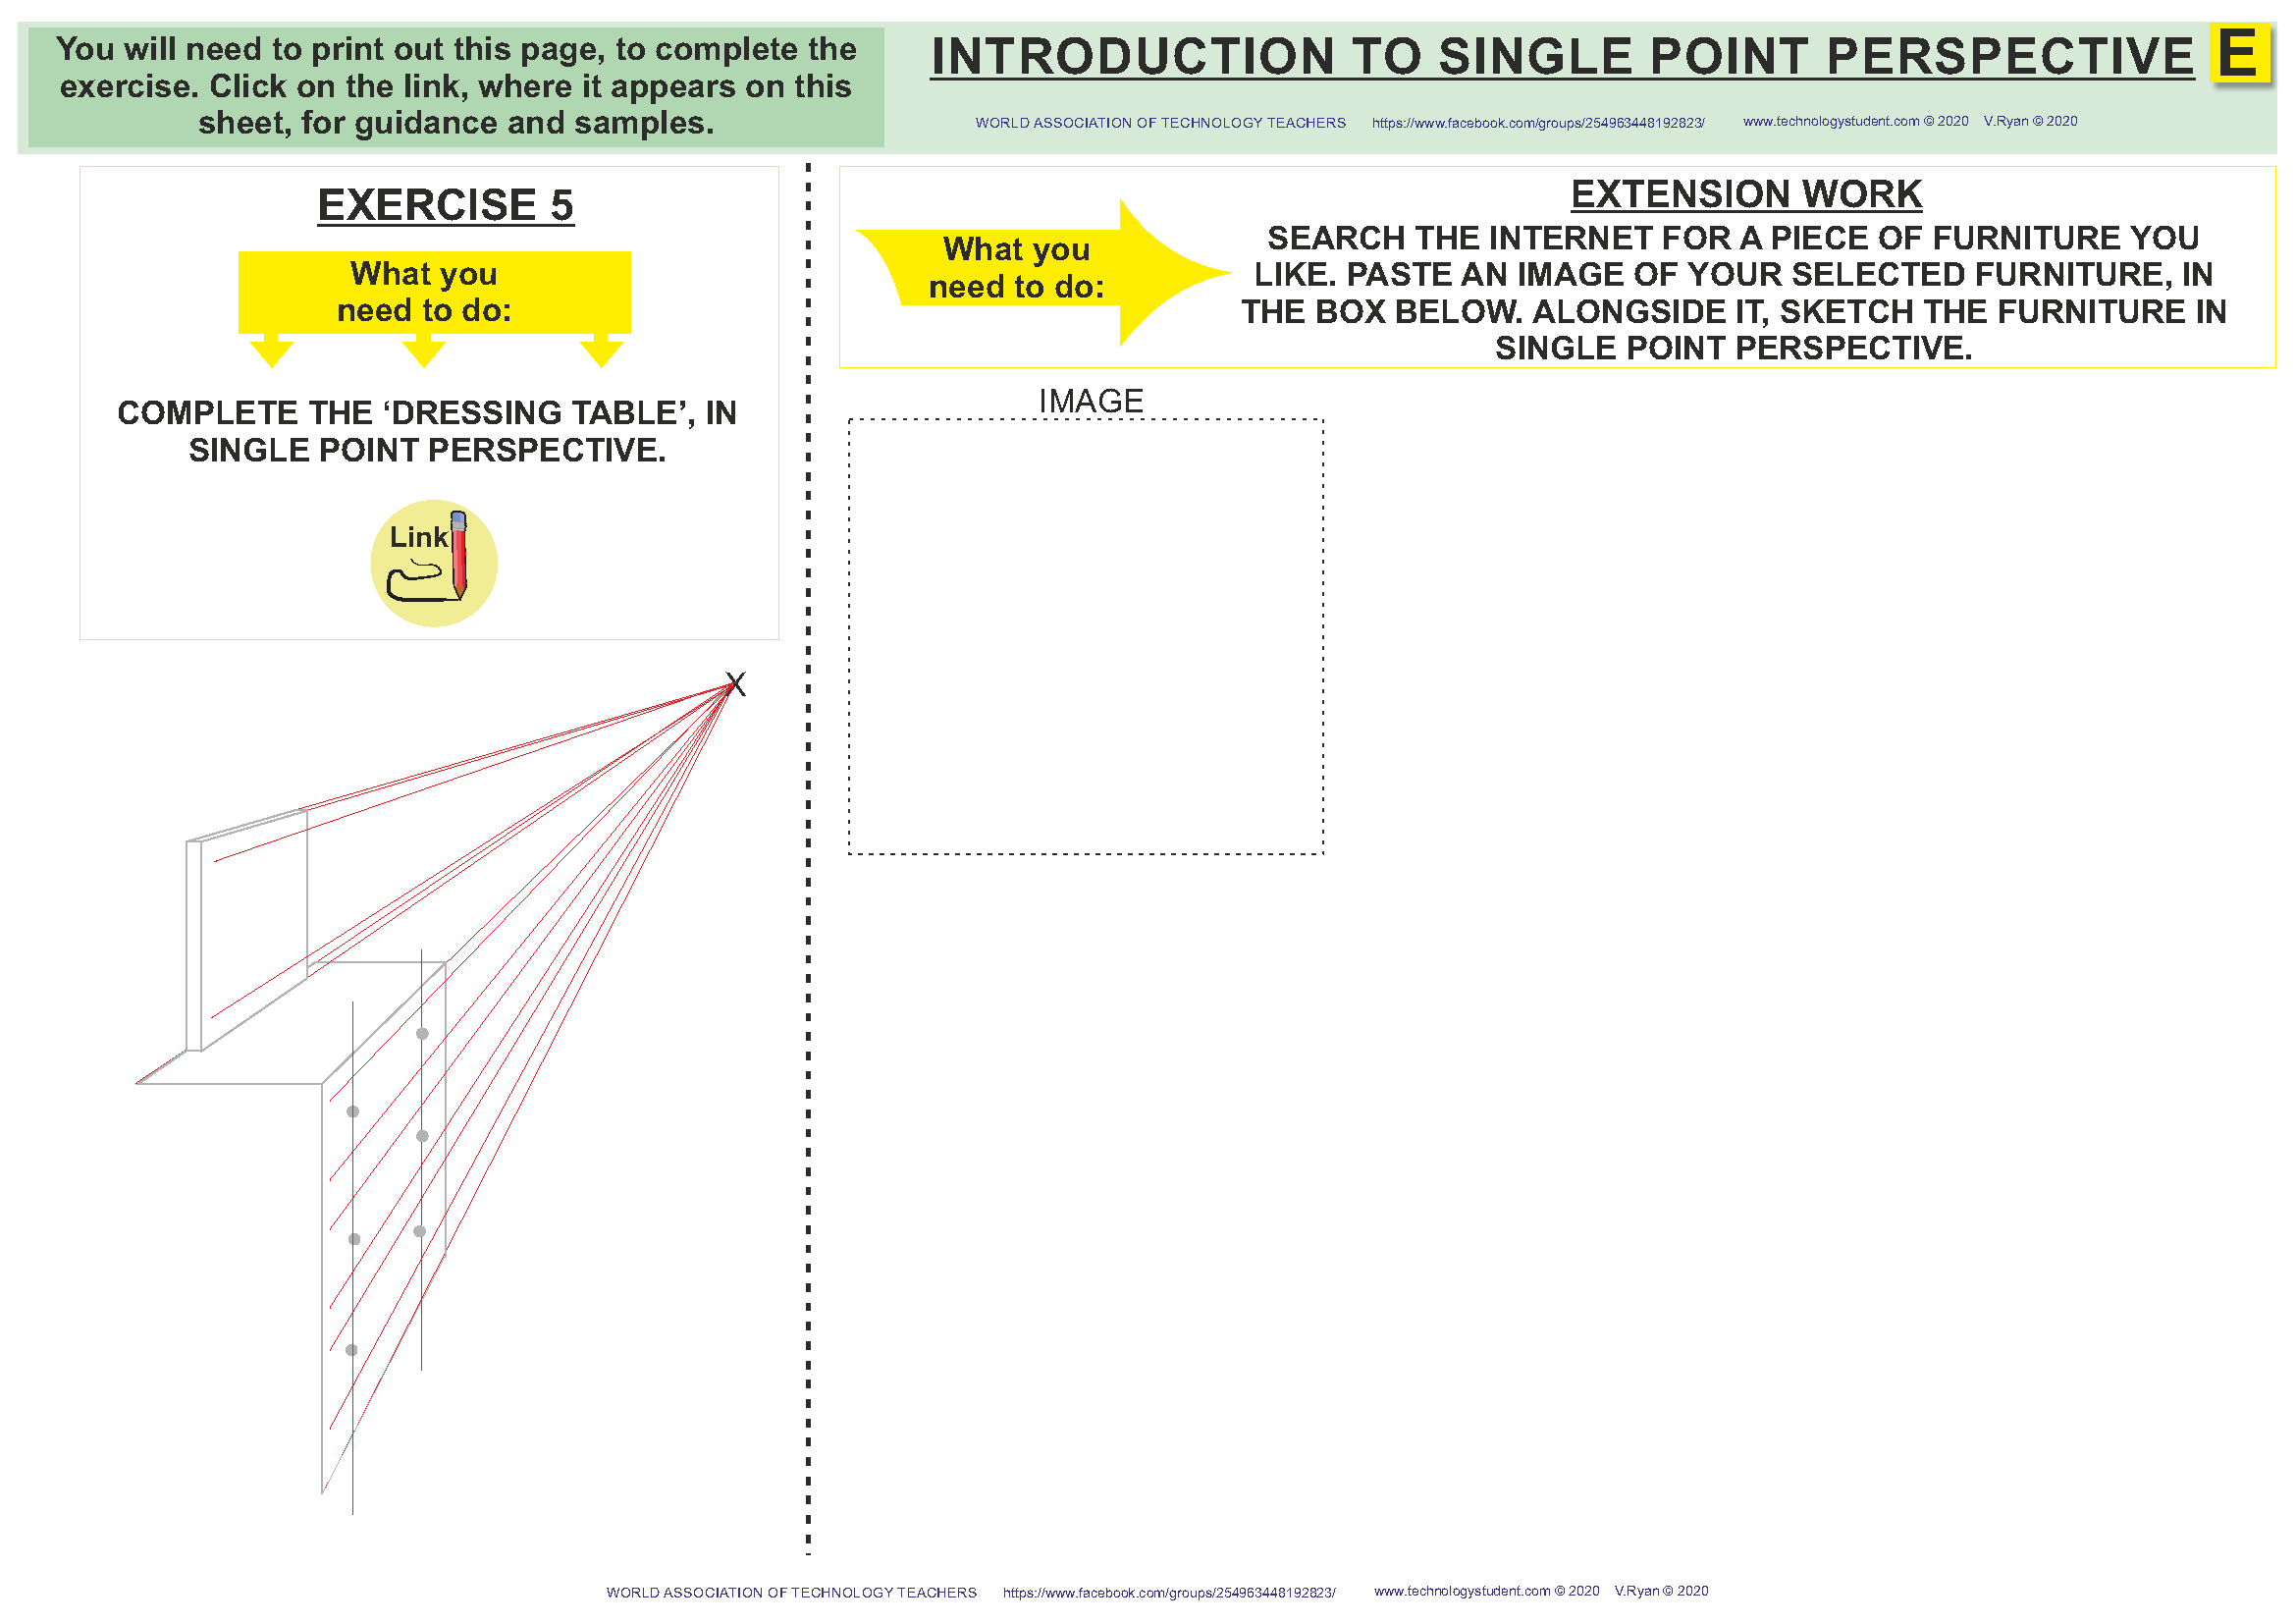 You will need to print out this page, to complete the
exercise. Click on the link, where it appears on this
sheet, for guidance and samples.
INTRODUCTION TO SINGLE POINT PERSPECTIVE
E
WORLD ASSOCIATION OF TECHNOLOGY TEACHERS https://www.facebook.com/groups/254963448192823/ www.technologystudent.com © 2020 V.Ryan © 2020
EXERCISE 5
What you
need to do:
COMPLETE THE ‘DRESSING TABLE’, IN
SINGLE POINT PERSPECTIVE.
Link
X
What you
need to do:
EXTENSION WORK
SEARCH THE INTERNET FOR A PIECE OF FURNITURE YOU
LIKE. PASTE AN IMAGE OF YOUR SELECTED FURNITURE, IN
THE BOX BELOW. ALONGSIDE IT, SKETCH THE FURNITURE IN
SINGLE POINT PERSPECTIVE.
IMAGE
WORLD ASSOCIATION OF TECHNOLOGY TEACHERS https://www.facebook.com/groups/254963448192823/ www.technologystudent.com © 2020 V.Ryan © 2020